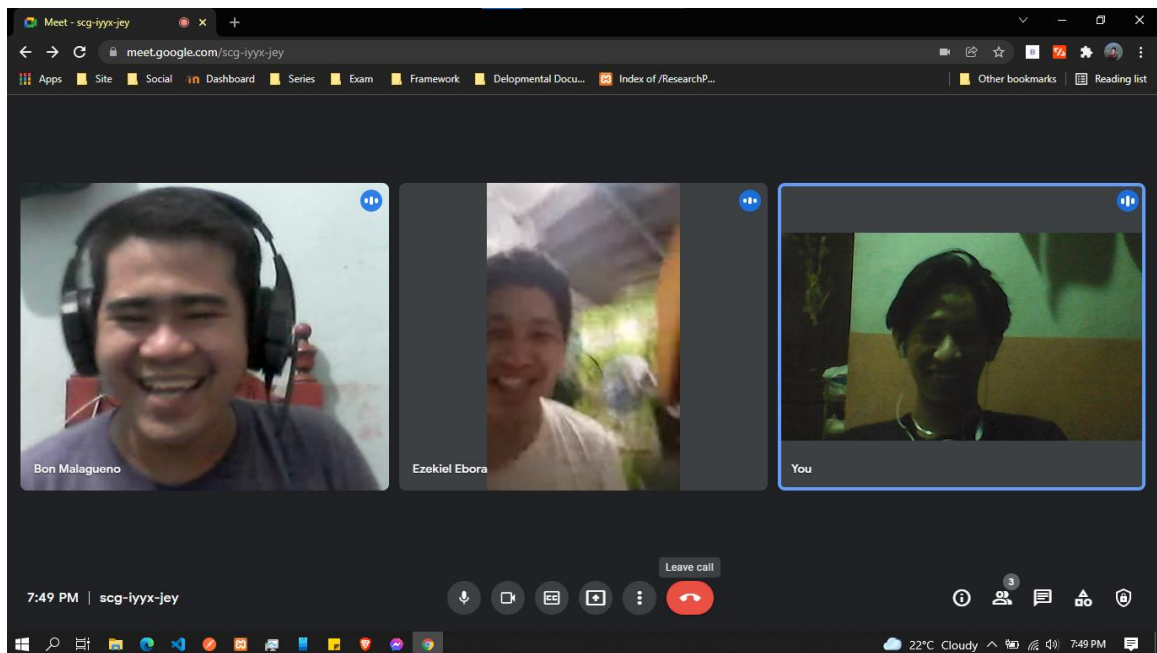 Meet - scg-iyyx-jey
meet.google.com/scg-iyyx-jey
Apps Site Social Dashboard Series Exam Framework Delopmental Docu... Index of /ResearchP... Other bookmarks Reading list
Bon Malagueno
Ezekiel Ebora
You
Leave call
7:49 PM | scg-iyyx-jey
3
22°C Cloudy 7:49 PM